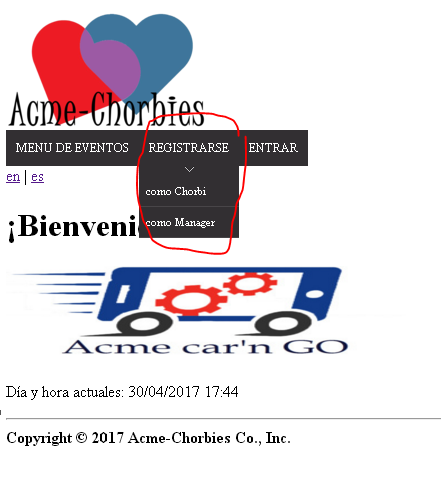 Acme-Chorbies
MENU DE EVENTOS REGISTRARSE ENTRAR
en | es
como Chorbi
como Manager
¡Bienveni
Acme car'n GO
Día y hora actuales: 30/04/2017 17:44
Copyright © 2017 Acme-Chorbies Co., Inc.